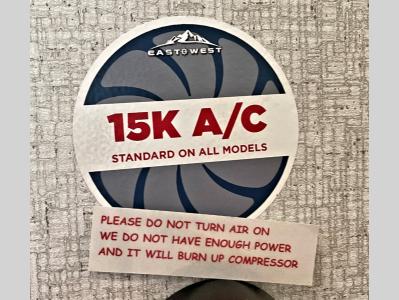 EAST & WEST
15K A/C
STANDARD ON ALL MODELS
PLEASE DO NOT TURN AIR ON
WE DO NOT HAVE ENOUGH POWER
AND IT WILL BURN UP COMPRESSOR